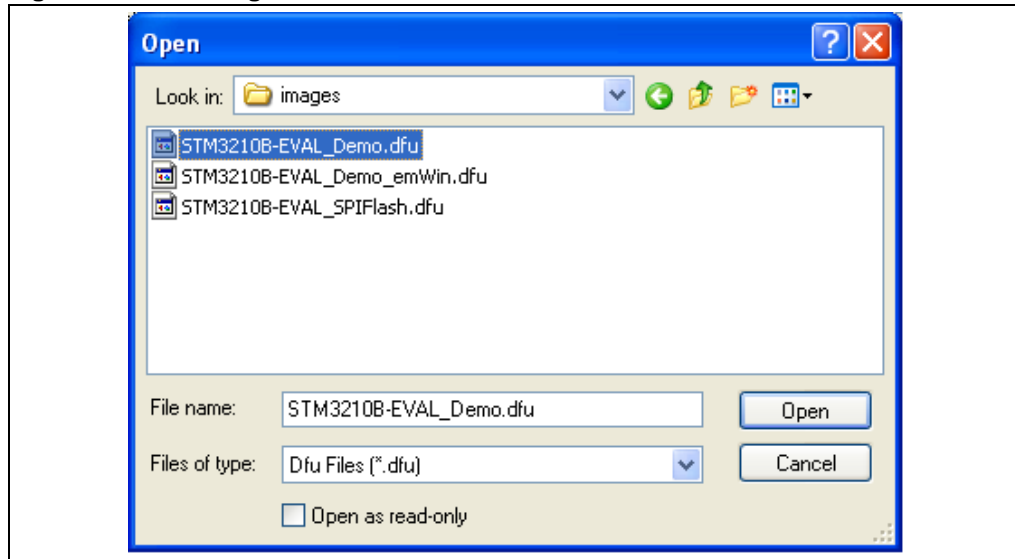 Open
Look in: images
STM3210B-EVAL_Demo.dfu
STM3210B-EVAL_Demo_emWin.dfu
STM3210B-EVAL_SPIFlash.dfu
File name: STM3210B-EVAL_Demo.dfu Open
Files of type: Dfu Files (*.dfu) Cancel
Open as read-only